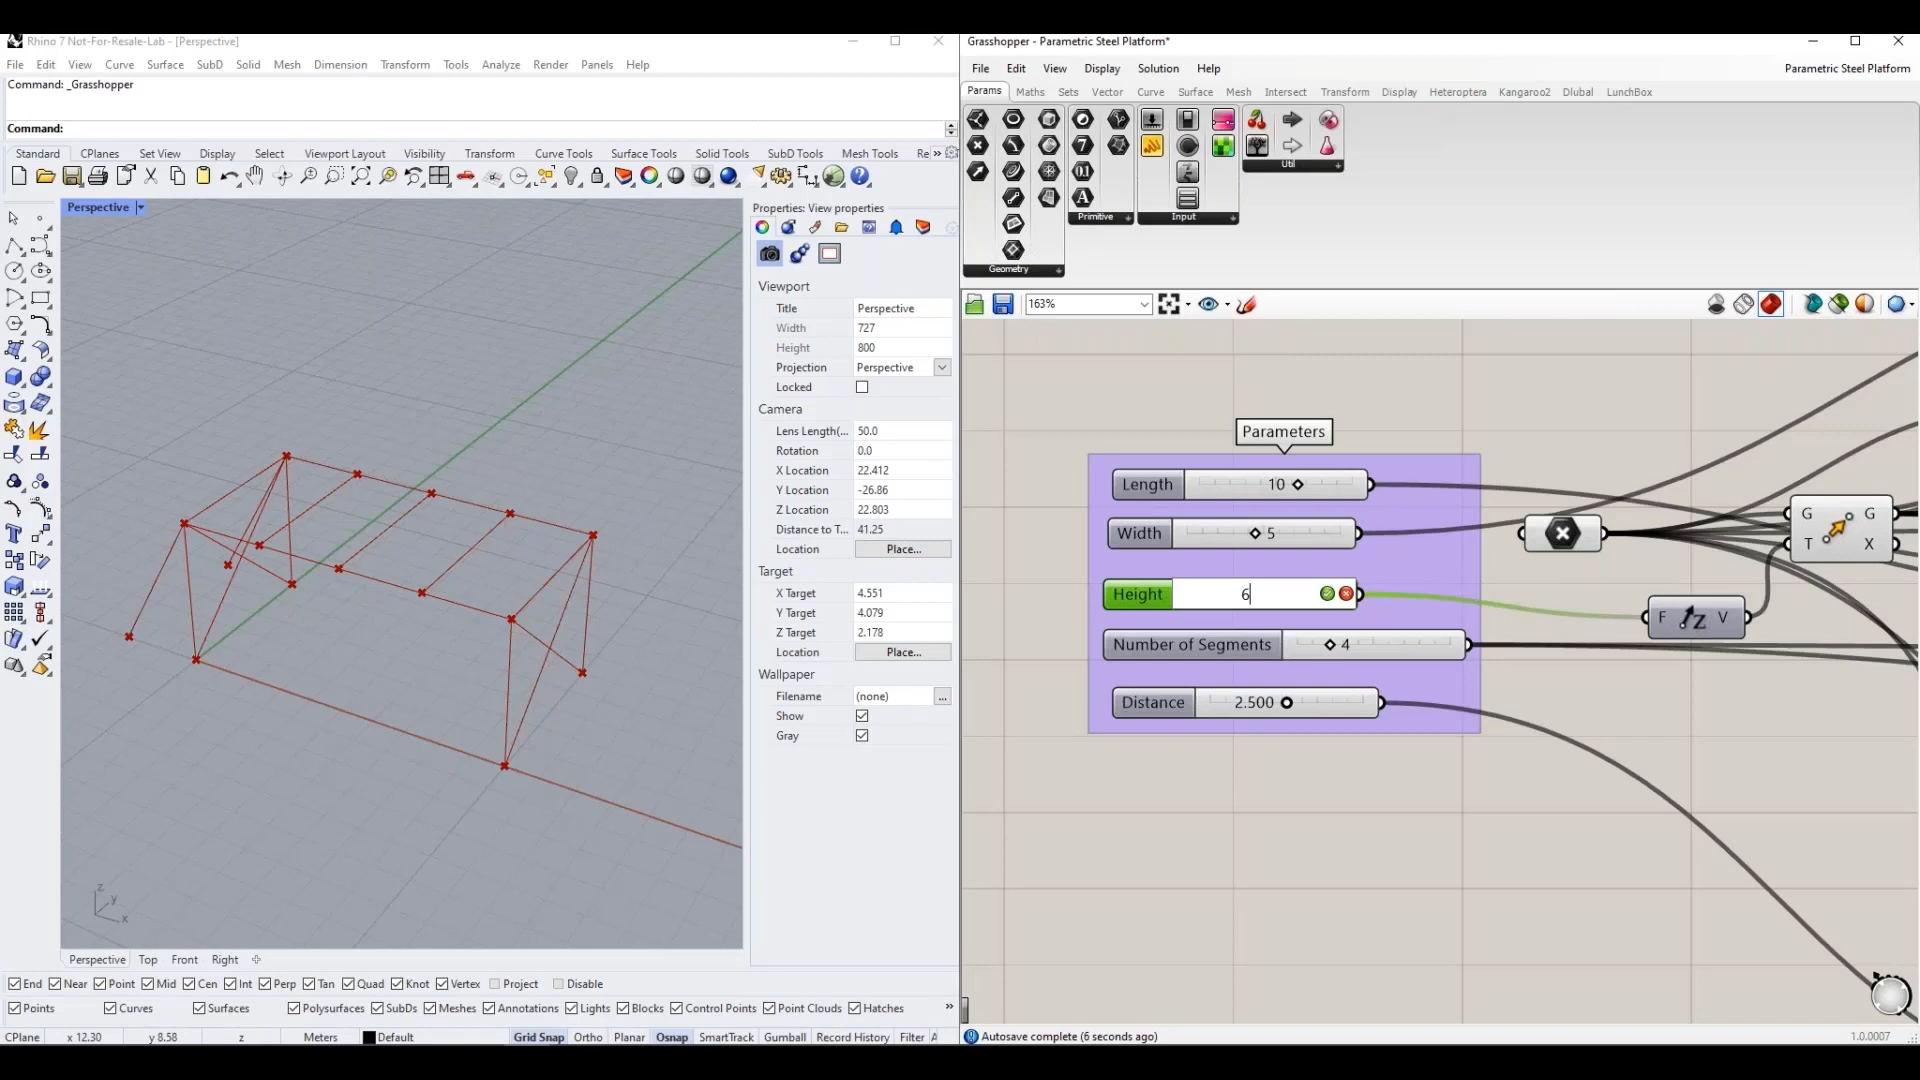 Rhino 7 Not-For-Resale-Lab - [Perspective]
File Edit View Curve Surface SubD Solid Mesh Dimension Transform Tools Analyze Render Panels Help
Command: _Grasshopper
Command:
Standard CPlanes Set View Display Select Viewport Layout Visibility Transform Curve Tools Surface Tools Solid Tools SubD Tools Mesh Tools Re »
Perspective
z
y
x
Perspective Top Front Right
Properties: View properties
Viewport
Title Perspective
Width 727
Height 800
Projection Perspective
Locked
Camera
Lens Length(... 50.0
Rotation 0.0
X Location 22.412
Y Location -26.86
Z Location 22.803
Distance to T... 41.25
Location Place...
Target
X Target 4.551
Y Target 4.079
Z Target 2.178
Location Place...
Wallpaper
Filename (none) ...
Show
Gray
End Near Point Mid Cen Int Perp Tan Quad Knot Vertex Project Disable
Points Curves Surfaces Polysurfaces SubDs Meshes Annotations Lights Blocks Control Points Point Clouds Hatches »
CPlane x 12.30 y 8.58 z Meters Default Grid Snap Ortho Planar Osnap SmartTrack Gumball Record History Filter A
Grasshopper - Parametric Steel Platform*
File Edit View Display Solution Help Parametric Steel Platform
Params Maths Sets Vector Curve Surface Mesh Intersect Transform Display Heteroptera Kangaroo2 Dlubal LunchBox
Geometry Primitive Input Util
163%
Parameters
Length 10
Width 5
Height 6
Number of Segments 4
Distance 2.500
F Z V
G G
T X
Autosave complete (6 seconds ago) 1.0.0007